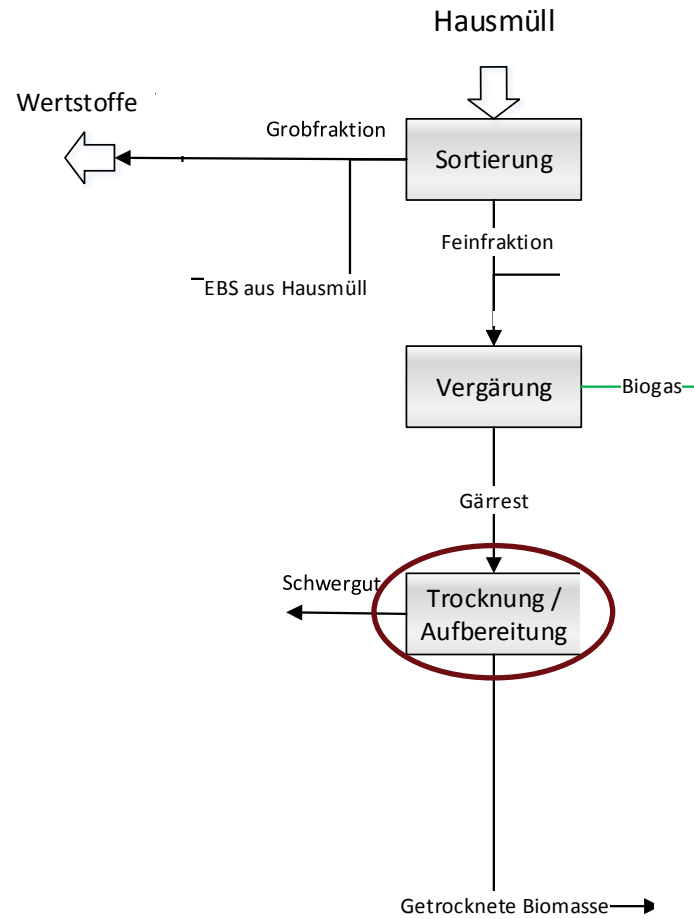 Hausmüll
Wertstoffe
Grobfraktion
Sortierung
Feinfraktion
EBS aus Hausmüll
Vergärung
Biogas
Gärrest
Schwergut
Trocknung /
Aufbereitung
Getrocknete Biomasse